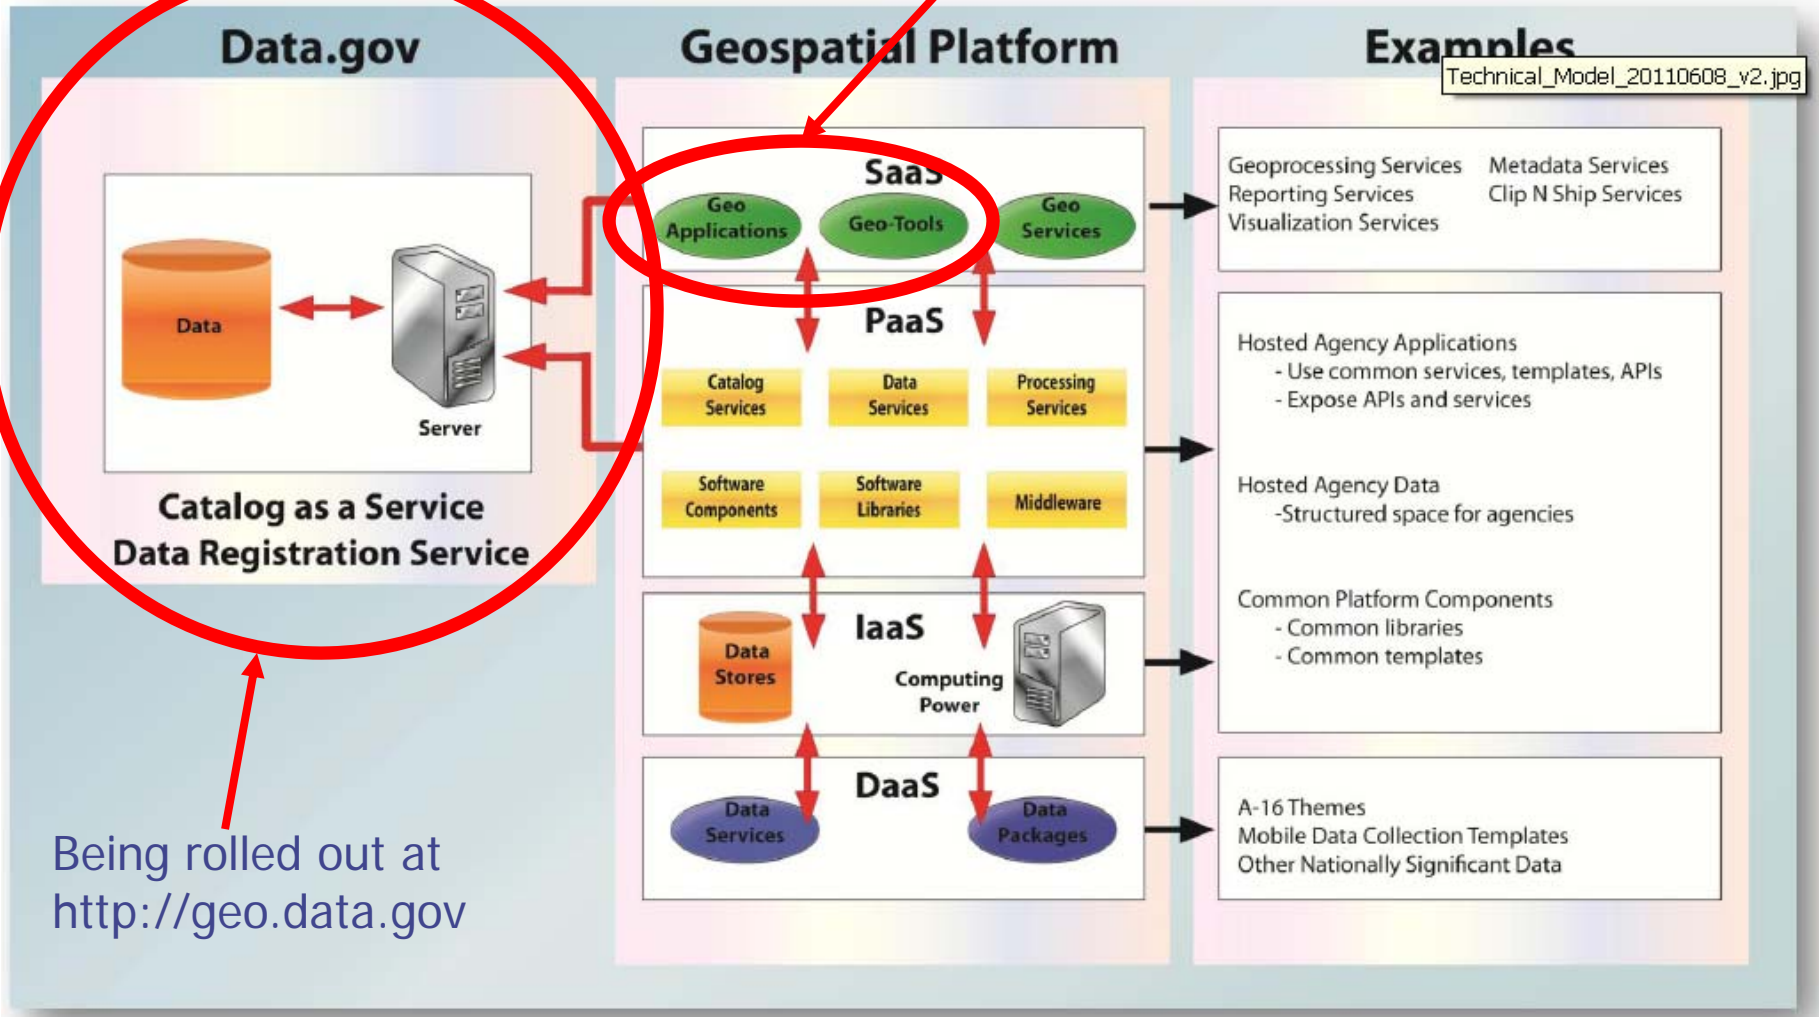 Data.gov
Data
Server
Catalog as a Service
Data Registration Service
Being rolled out at
http://geo.data.gov
Geospatial Platform
SaaS
Geo
Applications
Geo-Tools
Geo
Services
PaaS
Catalog
Services
Data
Services
Processing
Services
Software
Components
Software
Libraries
Middleware
IaaS
Data
Stores
Computing
Power
DaaS
Data
Services
Data
Packages
Examples
Technical_Model_20110608_v2.jpg
Geoprocessing Services Metadata Services
Reporting Services Clip N Ship Services
Visualization Services
Hosted Agency Applications
- Use common services, templates, APIs
- Expose APIs and services
Hosted Agency Data
-Structured space for agencies
Common Platform Components
- Common libraries
- Common templates
A-16 Themes
Mobile Data Collection Templates
Other Nationally Significant Data